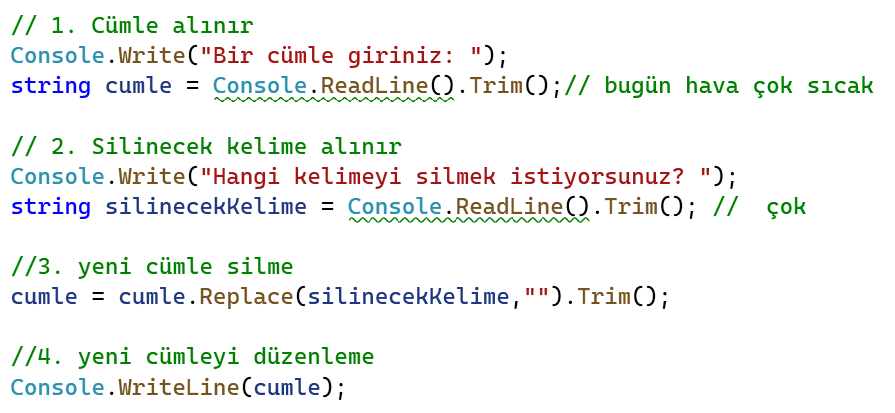 // 1. Cümle alınır
Console.Write("Bir cümle giriniz: ");
string cumle = Console.ReadLine().Trim();// bugün hava çok sıcak
// 2. Silinecek kelime alınır
Console.Write("Hangi kelimeyi silmek istiyorsunuz? ");
string silinecekKelime = Console.ReadLine().Trim(); //  çok
//3. yeni cümle silme
cumle = cumle.Replace(silinecekKelime,"").Trim();
//4. yeni cümleyi düzenleme
Console.WriteLine(cumle);